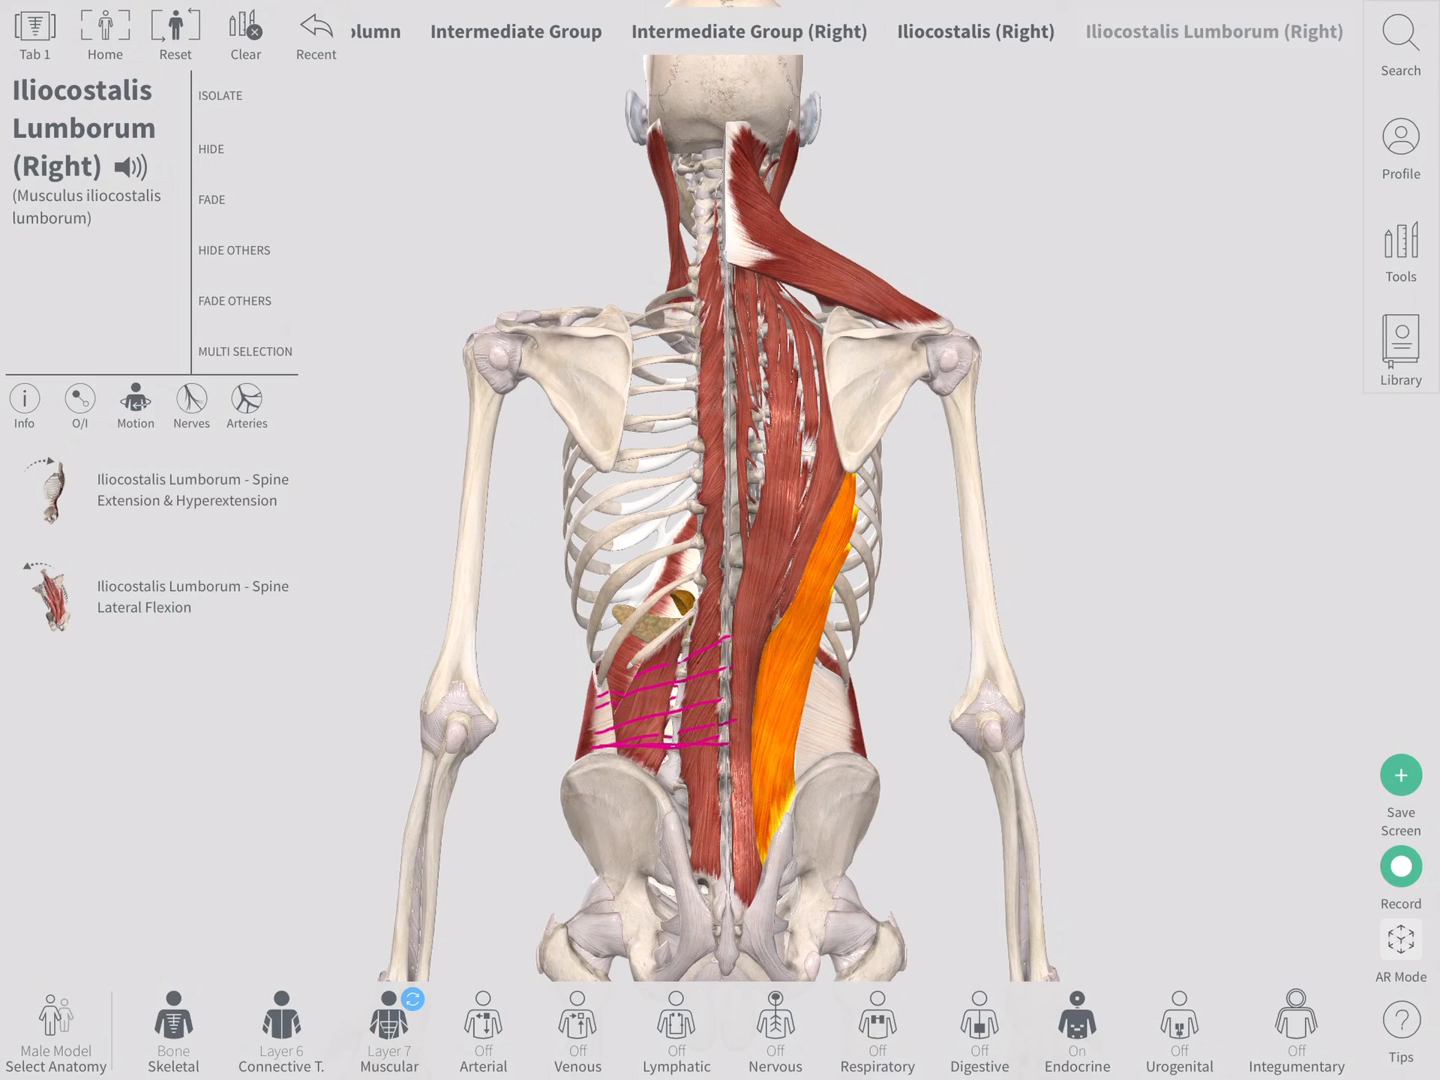 Tab 1
Home
Reset
Clear
Recent
olumn
Intermediate Group
Intermediate Group (Right)
Iliocostalis (Right)
Iliocostalis Lumborum (Right)
Iliocostalis
Lumborum
(Right)
(Musculus iliocostalis
lumborum)
ISOLATE
HIDE
FADE
HIDE OTHERS
FADE OTHERS
MULTI SELECTION
Info
O/I
Motion
Nerves
Arteries
Iliocostalis Lumborum - Spine
Extension & Hyperextension
Iliocostalis Lumborum - Spine
Lateral Flexion
Search
Profile
Tools
Library
Save
Screen
Record
AR Mode
Tips
Male Model
Select Anatomy
Bone
Skeletal
Layer 6
Connective T.
Layer 7
Muscular
Off
Arterial
Off
Venous
Off
Lymphatic
Off
Nervous
Off
Respiratory
Off
Digestive
On
Endocrine
Off
Urogenital
Off
Integumentary